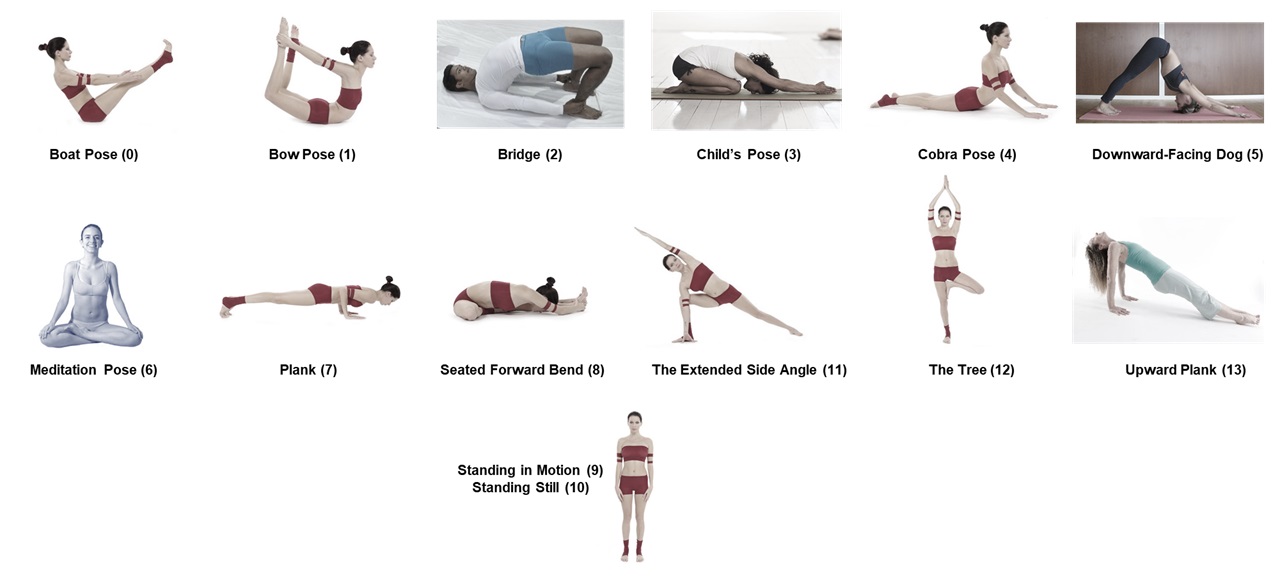 Boat Pose (0)
Bow Pose (1)
Bridge (2)
Child's Pose (3)
Cobra Pose (4)
Downward-Facing Dog (5)
Meditation Pose (6)
Plank (7)
Seated Forward Bend (8)
The Extended Side Angle (11)
The Tree (12)
Upward Plank (13)
Standing in Motion (9)
Standing Still (10)